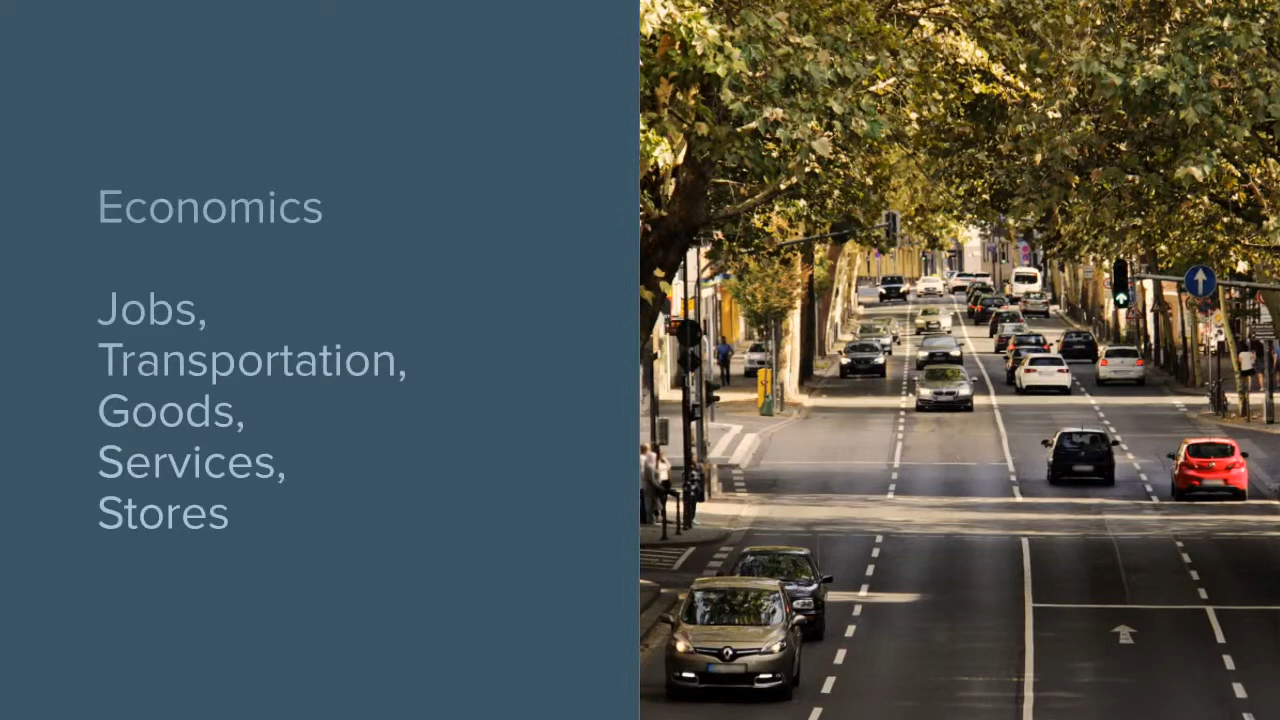 Economics
Jobs,
Transportation,
Goods,
Services,
Stores